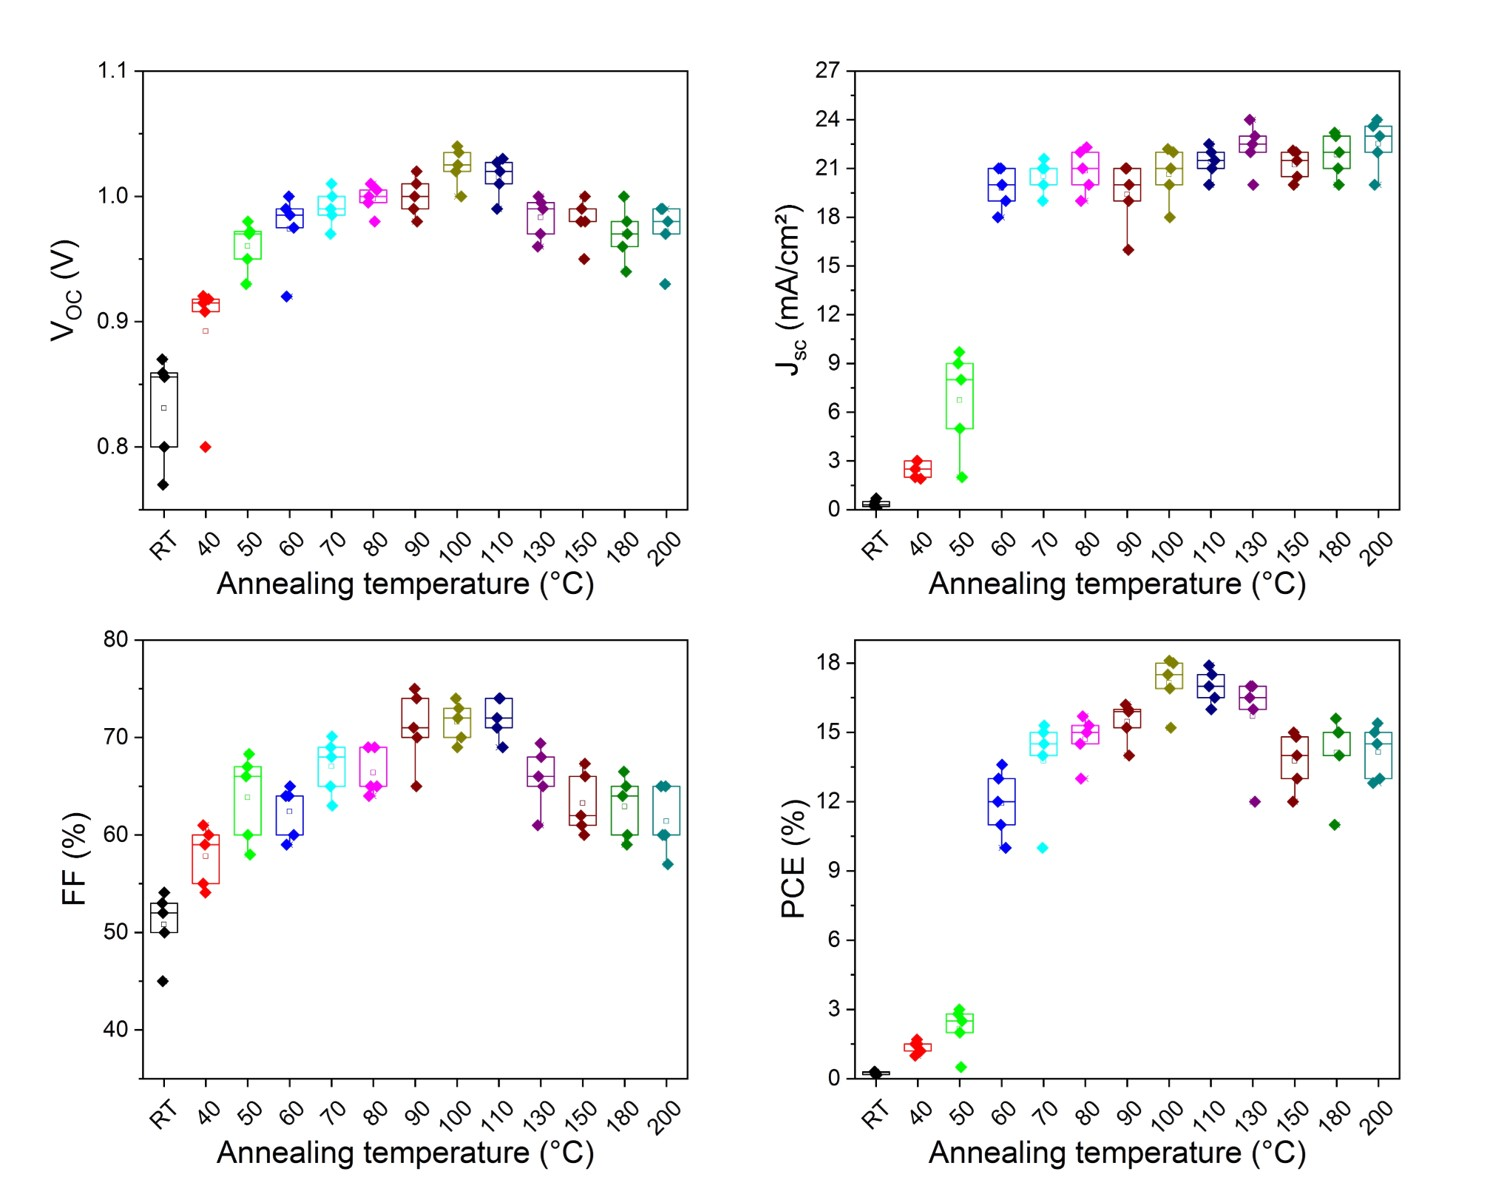 1.1
1.0
0.9
0.8
V_OC (V)
RT 40 50 60 70 80 90 100 110 130 150 180 200
Annealing temperature (°C)
27
24
21
18
15
12
9
6
3
0
J_sc (mA/cm²)
RT 40 50 60 70 80 90 100 110 130 150 180 200
Annealing temperature (°C)
80
70
60
50
40
FF (%)
RT 40 50 60 70 80 90 100 110 130 150 180 200
Annealing temperature (°C)
18
15
12
9
6
3
0
PCE (%)
RT 40 50 60 70 80 90 100 110 130 150 180 200
Annealing temperature (°C)